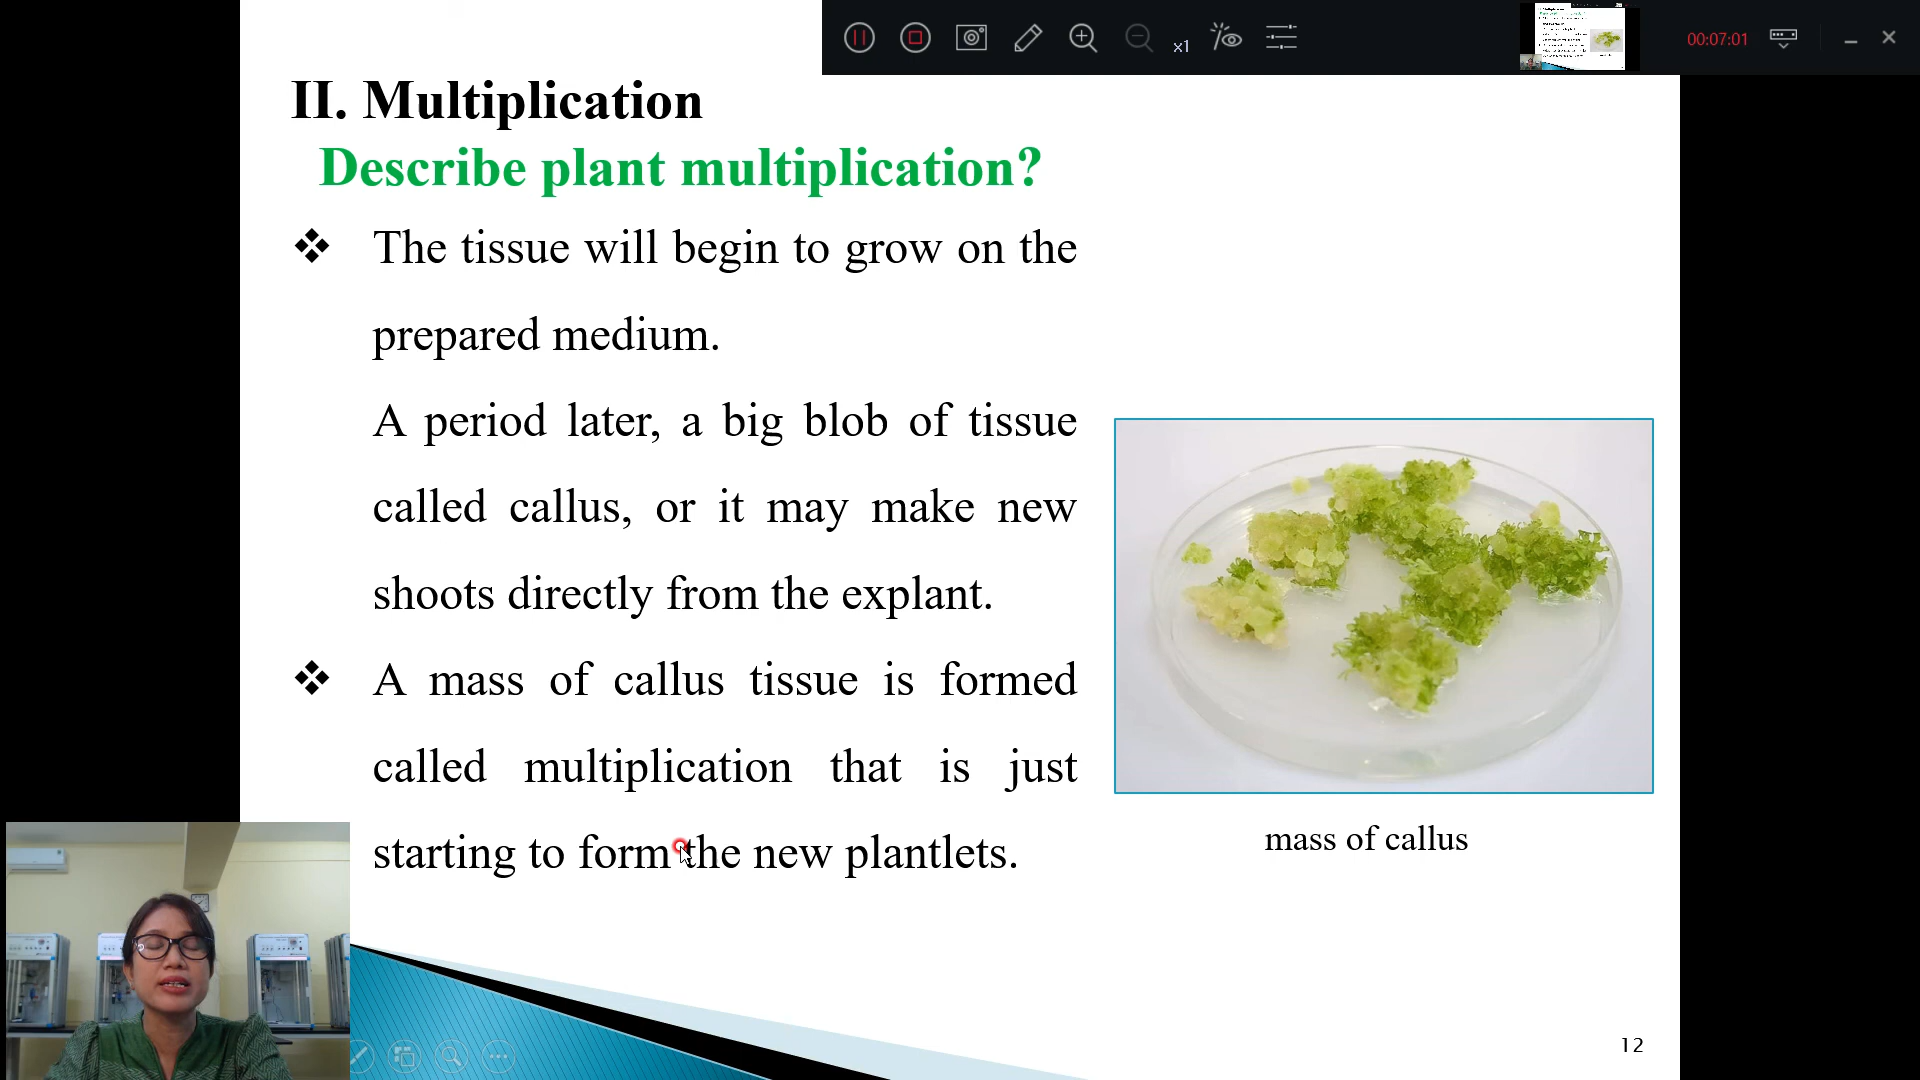 x1
00:07:01
II. Multiplication
Describe plant multiplication?
❖ The tissue will begin to grow on the
prepared medium.
A period later, a big blob of tissue
called callus, or it may make new
shoots directly from the explant.
❖ A mass of callus tissue is formed
called multiplication that is just
starting to form the new plantlets.
mass of callus
12